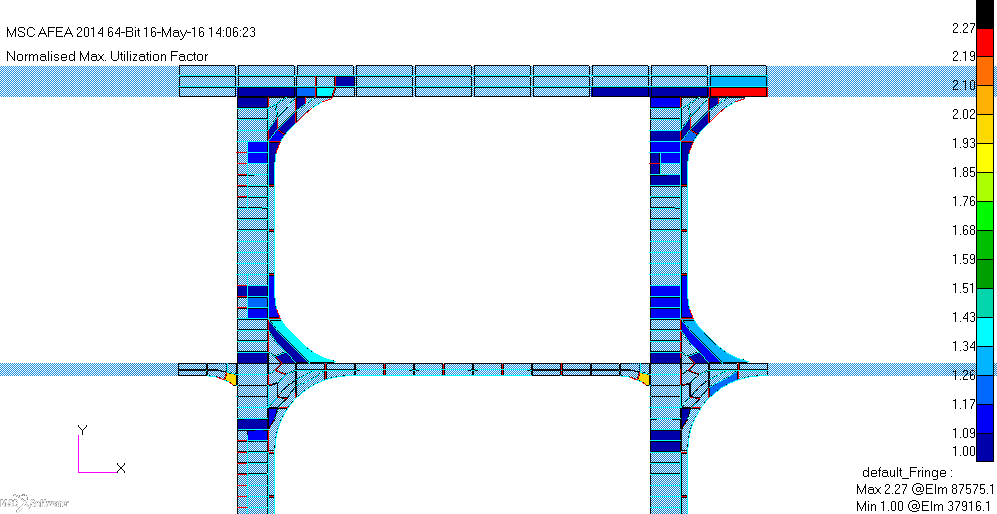 MSC AFEA 2014 64-Bit 16-May-16 14:06:23
Normalised Max. Utilization Factor
2.27
2.19
2.10
2.02
1.93
1.85
1.76
1.68
1.59
1.51
1.43
1.34
1.26
1.17
1.09
1.00
Y
X
default_Fringe :
Max 2.27 @Elm 87575.1
Min 1.00 @Elm 37916.1
MSC Software